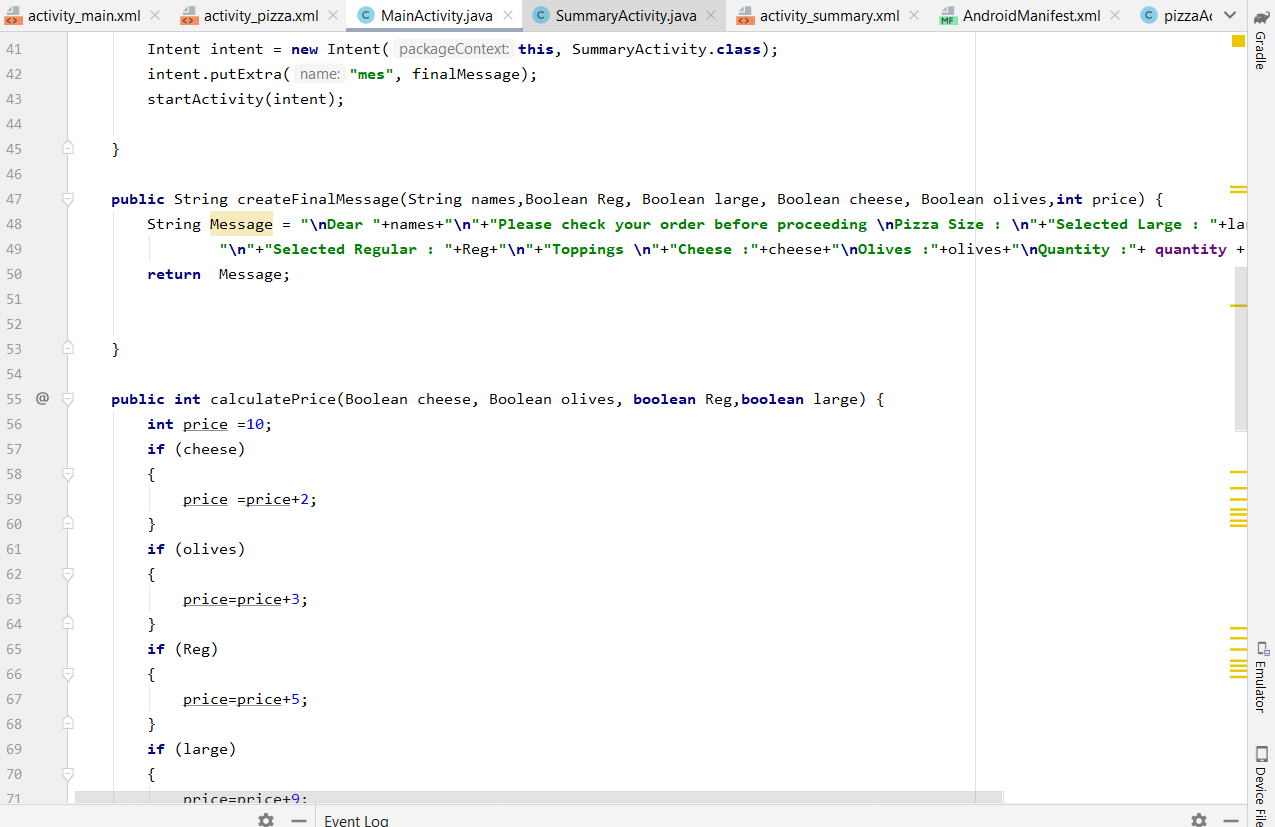 activity_main.xml activity_pizza.xml MainActivity.java SummaryActivity.java activity_summary.xml AndroidManifest.xml
41 Intent intent = new Intent( packageContext: this, SummaryActivity.class);
42 intent.putExtra( name: "mes", finalMessage);
43 startActivity(intent);
44
45 }
46
47 public String createFinalMessage(String names,Boolean Reg, Boolean large, Boolean cheese, Boolean olives,int price) {
48 String Message = "\nDear "+names+"\n"+"Please check your order before proceeding \nPizza Size : \n"+"Selected Large : "+
49 "\n"+"Selected Regular : "+Reg+"\n"+"Toppings \n"+"Cheese :"+cheese+"\nOlives :"+olives+"\nQuantity :"+ quantity +
50 return Message;
51
52
53 }
54
55 @ public int calculatePrice(Boolean cheese, Boolean olives, boolean Reg,boolean large) {
56 int price =10;
57 if (cheese)
58 {
59 price =price+2;
60 }
61 if (olives)
62 {
63 price=price+3;
64 }
65 if (Reg)
66 {
67 price=price+5;
68 }
69 if (large)
70 {
71 price=price+9;
Event Log
Gradle
Emulator
Device File